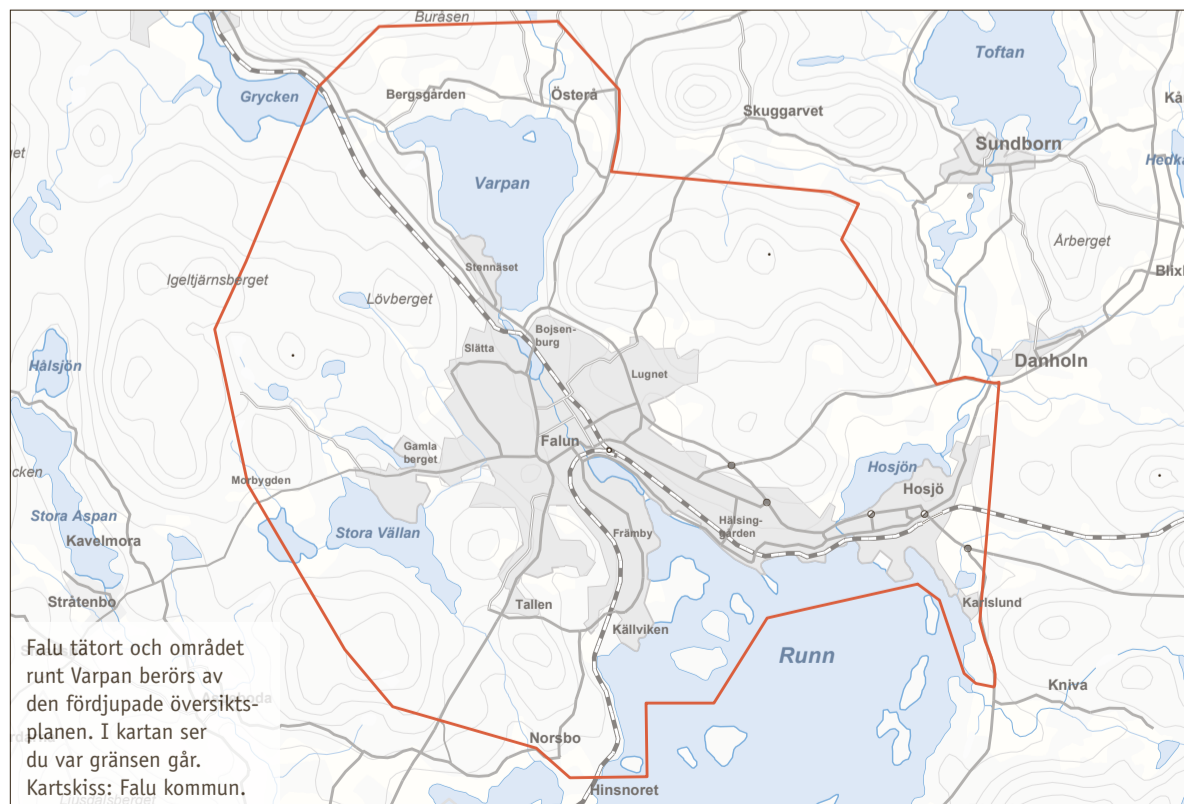 Buråsen
Toftan
Grycken
Bergsgården
Österå
Skuggarvet
Sundborn
Varpan
Årberget
Stennäset
Igeltjärnsberget
Lövberget
Bojsen-
burg
Slätta
Hålsjön
Lugnet
Danholn
Falun
Gamla
berget
Hosjön
Morbygden
Hosjö
Stora Aspan
Stora Vällan
Främby
Hälsing-
gården
Kavelmora
Stråtenbo
Tallen
Karlslund
Källviken
Runn
Kniva
Norsbo
Hinsnoret
Falu tätort och området
runt Varpan berörs av
den fördjupade översikts-
planen. I kartan ser
du var gränsen går.
Kartskiss: Falu kommun.